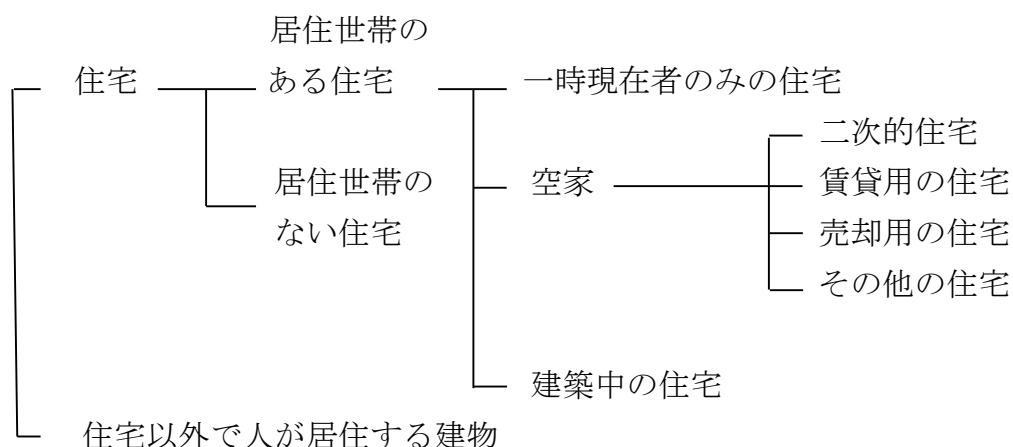 居住世帯の
住宅
ある住宅
一時現在者のみの住宅
二次的住宅
居住世帯の
ない住宅
空家
賃貸用の住宅
売却用の住宅
その他の住宅
建築中の住宅
住宅以外で人が居住する建物